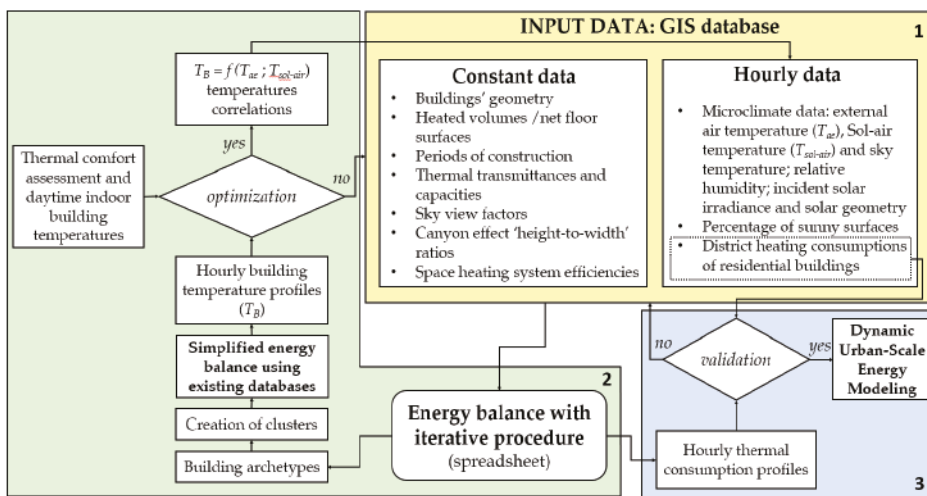 INPUT DATA: GIS database
1
Constant data
• Buildings' geometry
• Heated volumes /net floor
surfaces
• Periods of construction
• Thermal transmittances and
capacities
• Sky view factors
• Canyon effect 'height-to-width'
ratios
• Space heating system efficiencies
Hourly data
• Microclimate data: external
air temperature (Tae), Sol-air
temperature (Tsol-air) and sky
temperature; relative
humidity; incident solar
irradiance and solar geometry
• Percentage of sunny surfaces
• District heating consumptions
of residential buildings
TB = f (Tae ; Tsol-air)
temperatures
correlations
yes
Thermal comfort
assessment and
daytime indoor
building
temperatures
optimization
no
Hourly building
temperature profiles
(TB)
Simplified energy
balance using
existing databases
Creation of clusters
Building archetypes
2
Energy balance with
iterative procedure
(spreadsheet)
no
validation
yes
Dynamic
Urban-Scale
Energy
Modeling
Hourly thermal
consumption profiles
3